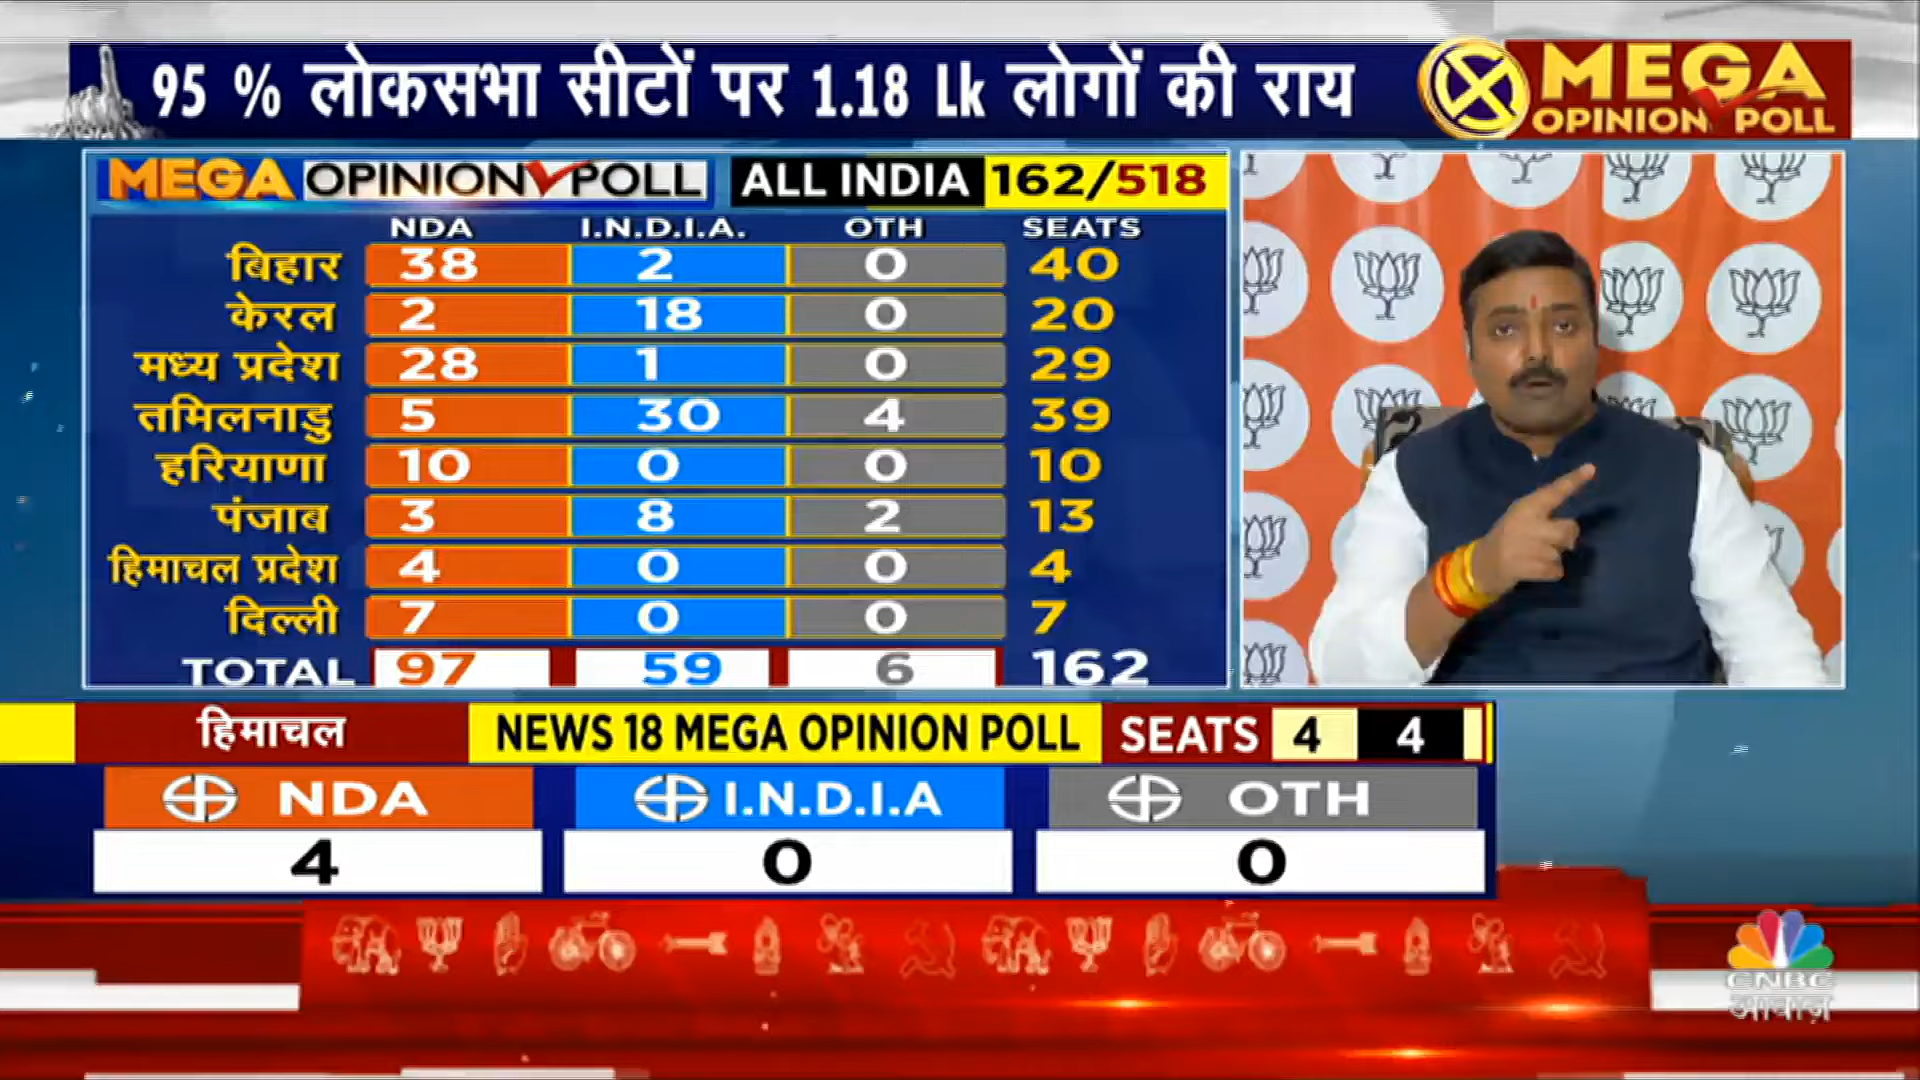 95 % लोकसभा सीटों पर 1.18 Lk लोगों की राय
MEGA
OPINION POLL
MEGA OPINION POLL ALL INDIA 162/518
NDA I.N.D.I.A. OTH SEATS
बिहार 38 2 0 40
केरल 2 18 0 20
मध्य प्रदेश 28 1 0 29
तमिलनाडु 5 30 4 39
हरियाणा 10 0 0 10
पंजाब 3 8 2 13
हिमाचल प्रदेश 4 0 0 4
दिल्ली 7 0 0 7
TOTAL 97 59 6 162
हिमाचल NEWS 18 MEGA OPINION POLL SEATS 4 4
NDA I.N.D.I.A OTH
4 0 0
CNBC
आवाज़